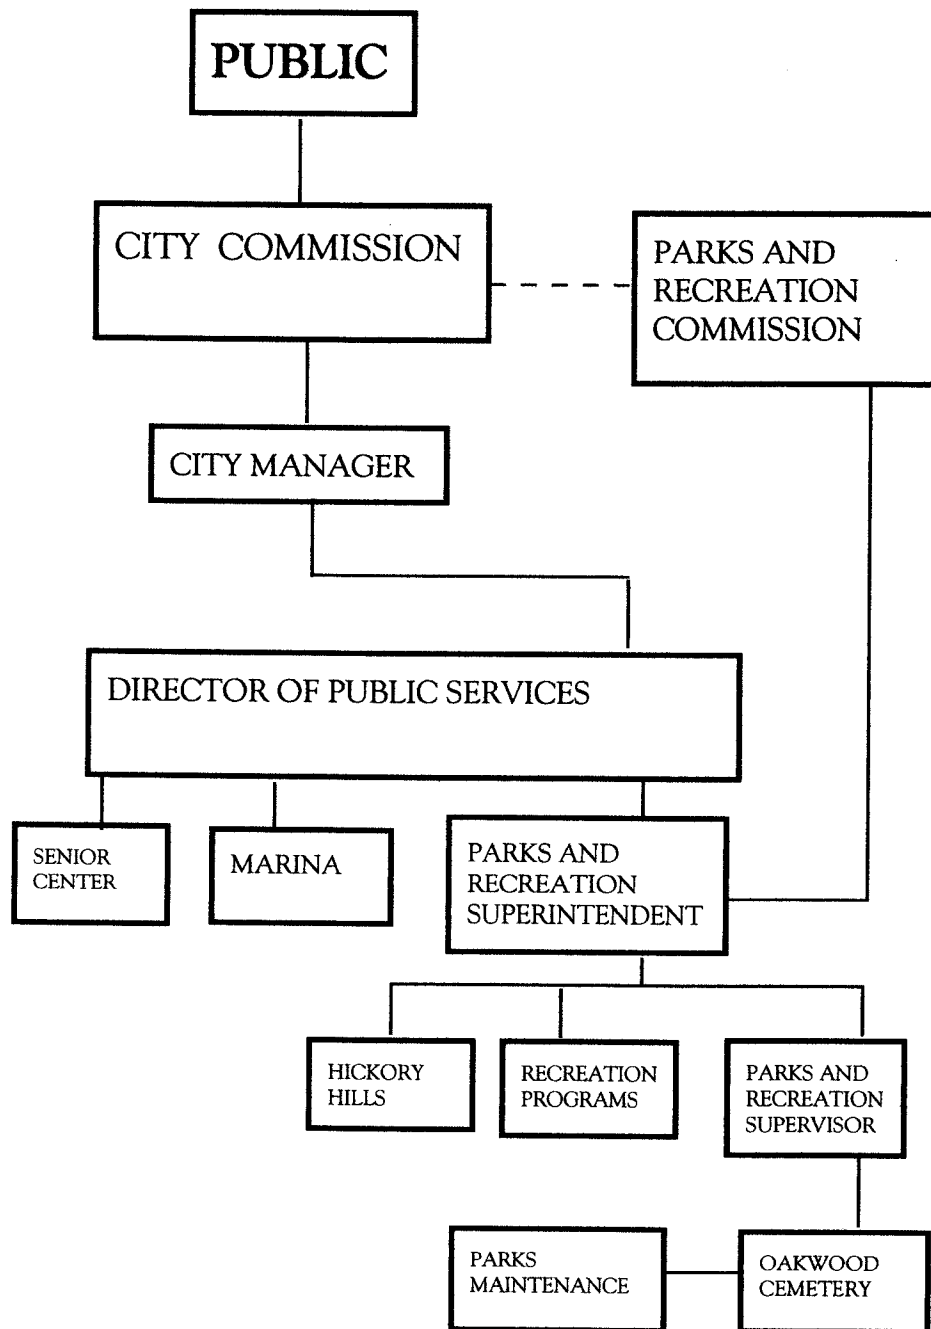 PUBLIC
CITY COMMISSION
PARKS AND
RECREATION
COMMISSION
CITY MANAGER
DIRECTOR OF PUBLIC SERVICES
SENIOR
CENTER
MARINA
PARKS AND
RECREATION
SUPERINTENDENT
HICKORY
HILLS
RECREATION
PROGRAMS
PARKS AND
RECREATION
SUPERVISOR
PARKS
MAINTENANCE
OAKWOOD
CEMETERY